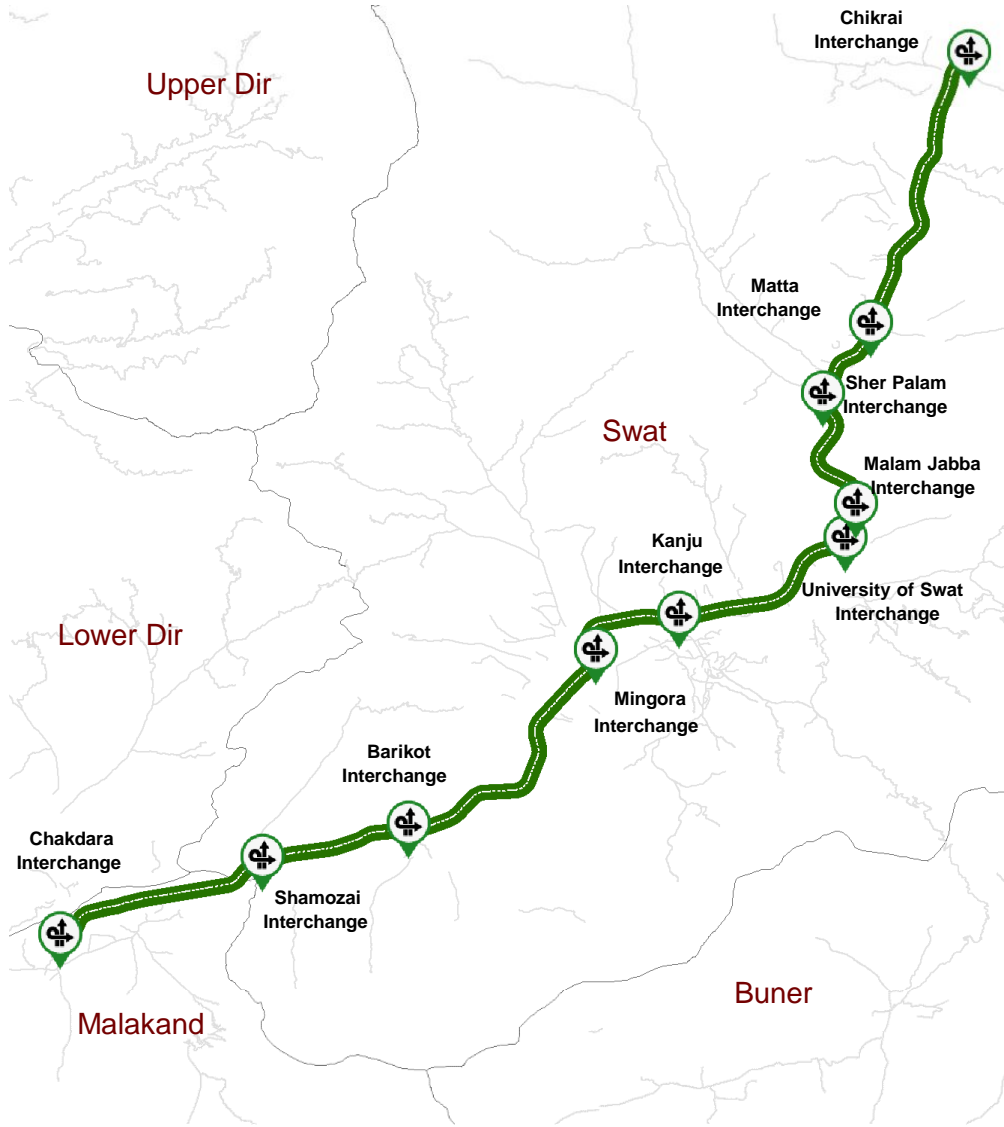 Chikrai
Interchange
Upper Dir
Matta
Interchange
Sher Palam
Interchange
Swat
Malam Jabba
Interchange
Kanju
Interchange
University of Swat
Interchange
Lower Dir
Mingora
Interchange
Barikot
Interchange
Chakdara
Interchange
Shamozai
Interchange
Buner
Malakand